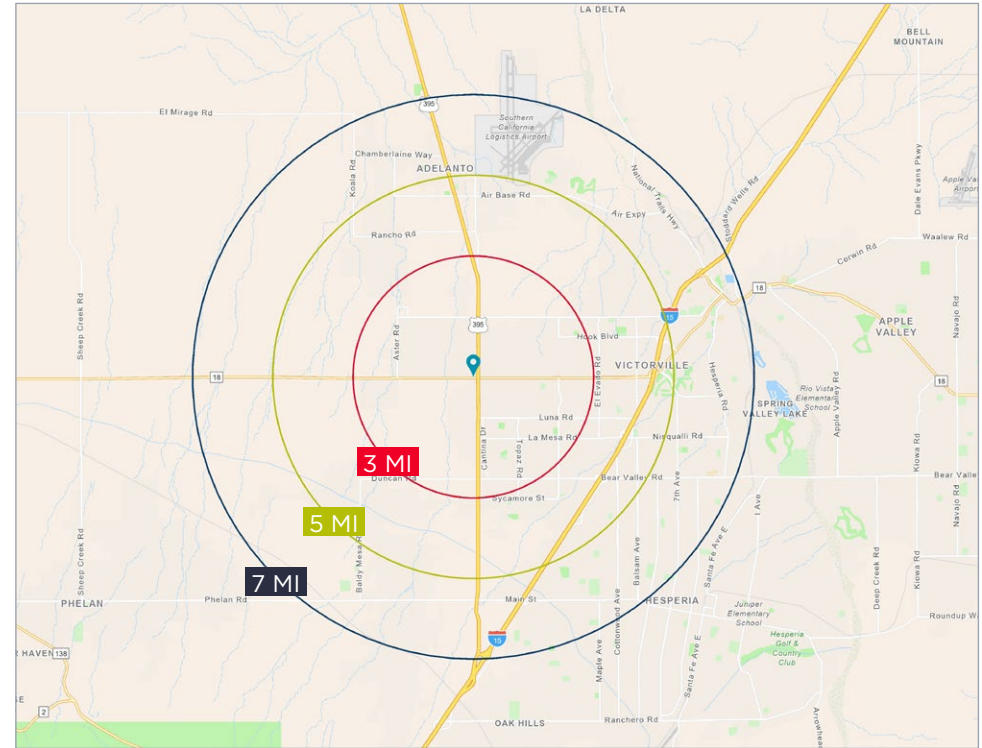 LA DELTA
BELL
MOUNTAIN
395
El Mirage Rd
Southern
California
Logistics Airport
Chamberlaine Way
ADELANTO
Koala Rd
National Trails Hwy
Stoddard Wells Rd
Dale Evans Pkwy
Apple Va
Airport
Air Base Rd
Air Expy
Rancho Rd
Waalew Rd
Corwin Rd
18
Sheep Creek Rd
Aster Rd
395
15
Hook Blvd
APPLE
VALLEY
Navajo Rd
VICTORVILLE
El Evado Rd
Hesperia Rd
18
18
Rio Vista
Elementary
School
SPRING
VALLEY LAKE
Apple Valley Rd
Luna Rd
La Mesa Rd
Nisqualli Rd
Cantina Dr
Topaz Rd
Kiowa Rd
3 MI
Duncan Rd
Bear Valley Rd
Bear Valle
7th Ave
Sycamore St
I Ave
Navajo Rd
5 MI
Sheep Creek Rd
Baldy Mesa R
Balsam Ave
Santa Fe Ave E
Deep Creek Rd
Kiowa Rd
7 MI
PHELAN
Phelan Rd
Main St
HESPERIA
Juniper
Elementary
School
Roundup W
Cottonwood Ave
Maple Ave
15
Santa Fe Ave E
Hesperia
Golf &
Country
Club
R HAVEN
138
SE
2
OAK HILLS
Ranchero Rd
Arrowhea